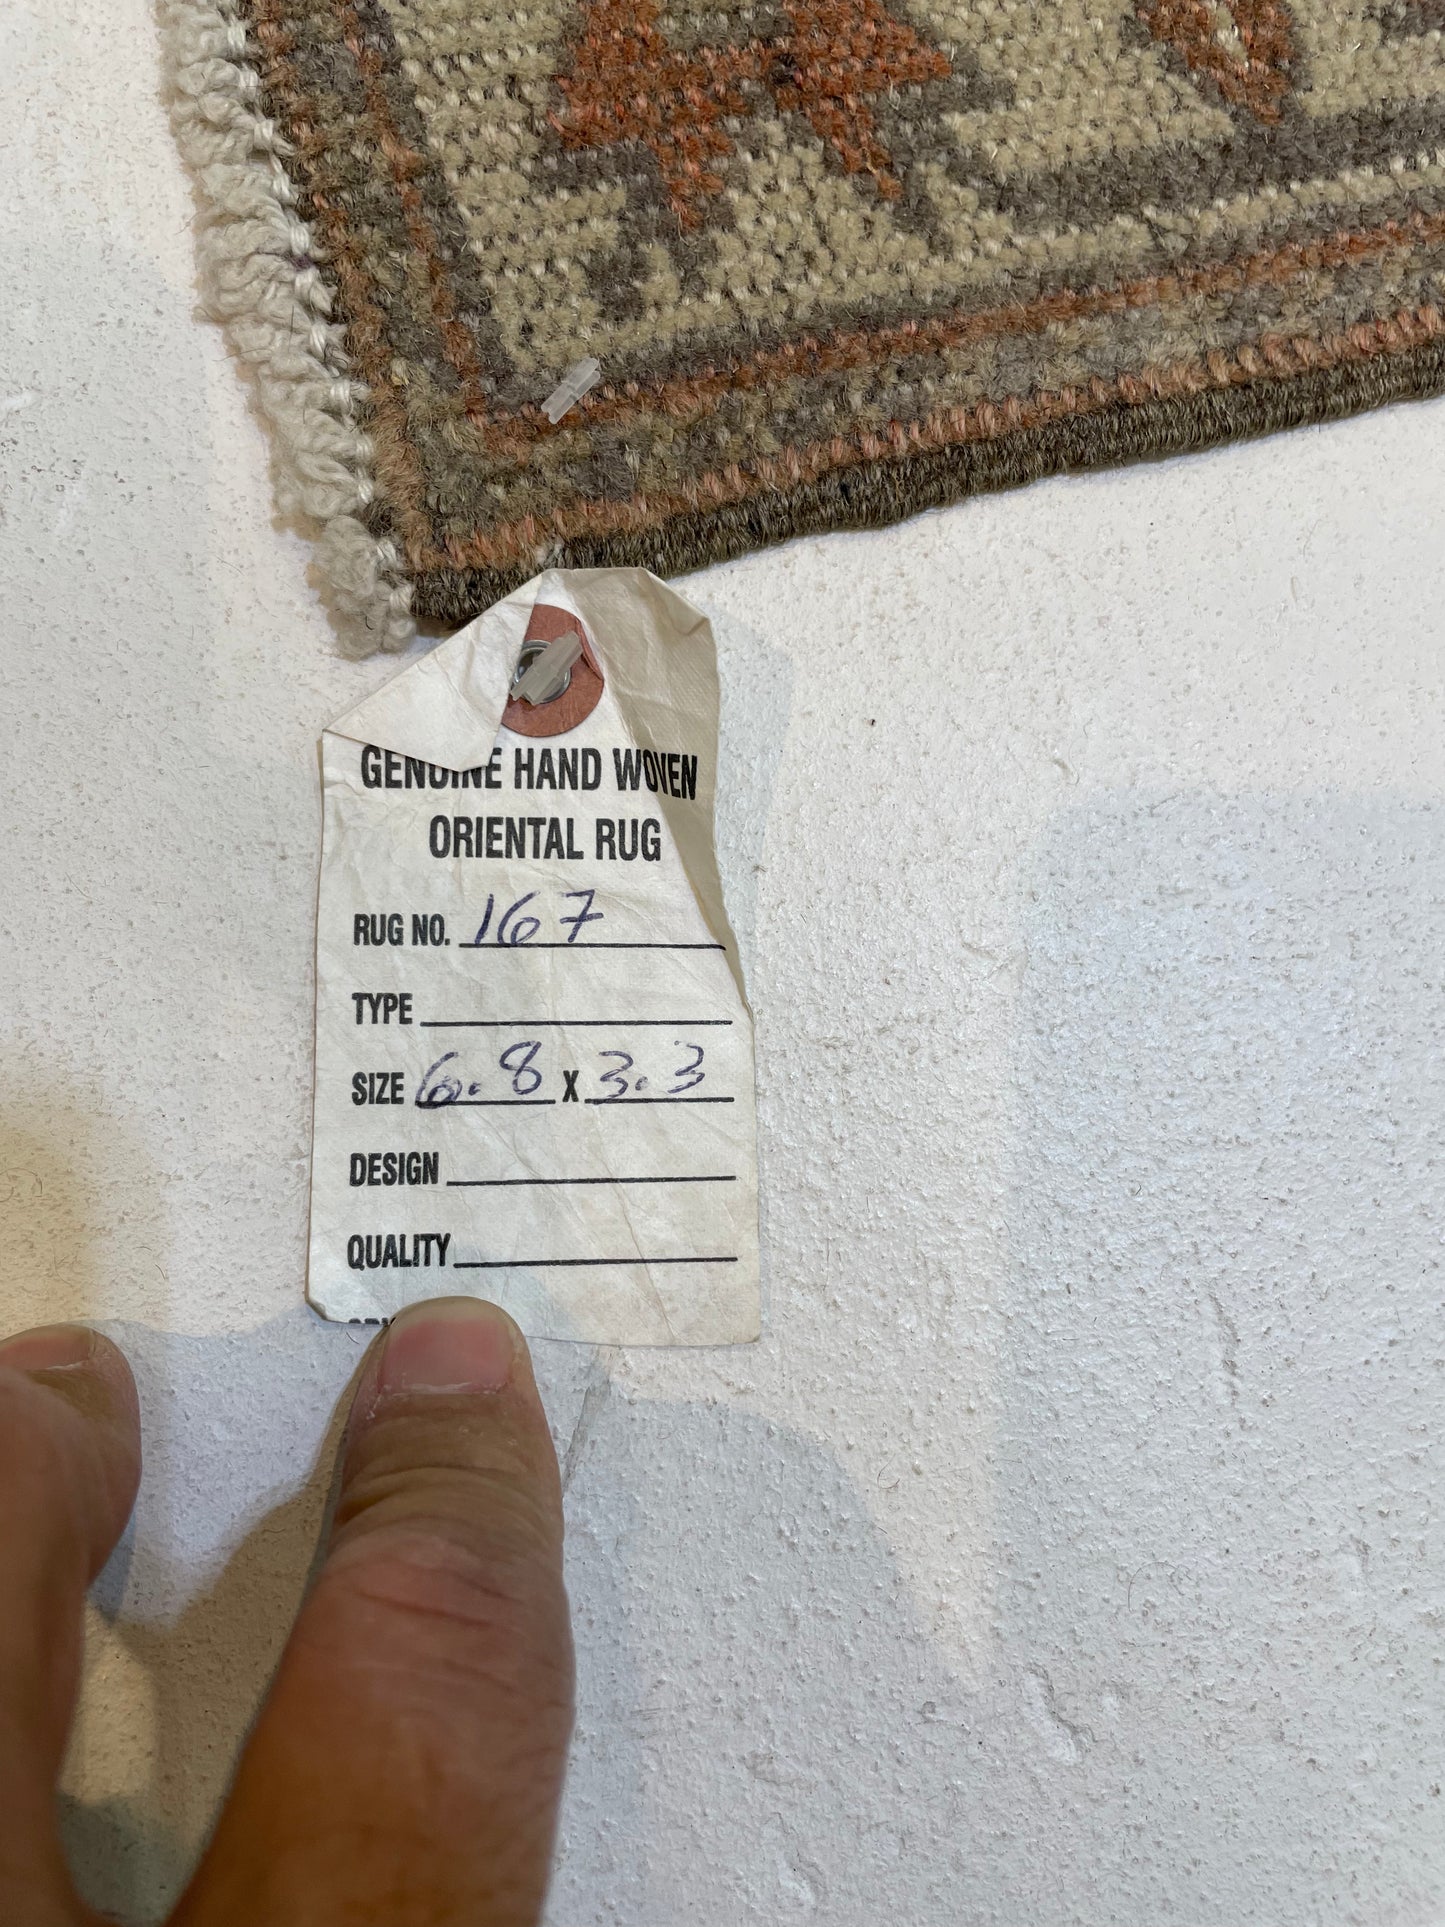 GENUINE HAND WOVEN
ORIENTAL RUG
RUG NO. 167
TYPE
SIZE 6.8 X 3.3
DESIGN
QUALITY